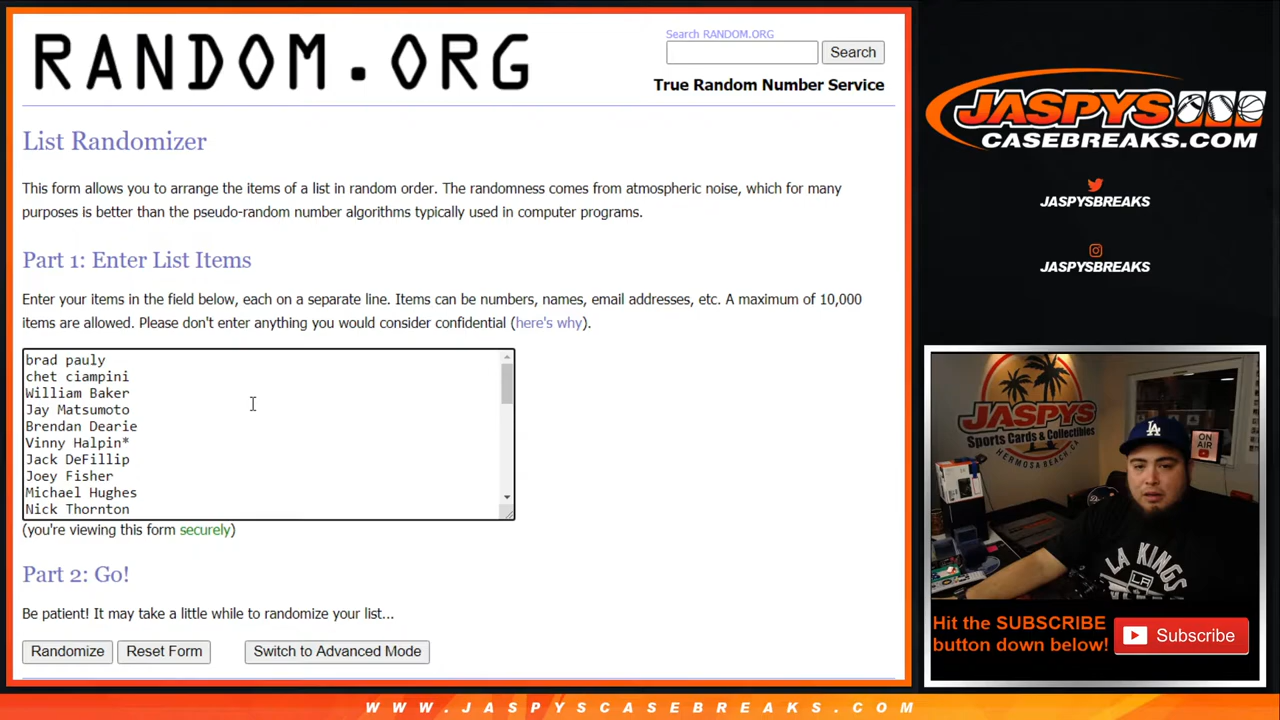 RANDOM.ORG
Search RANDOM.ORG
Search
True Random Number Service
List Randomizer
This form allows you to arrange the items of a list in random order. The randomness comes from atmospheric noise, which for many
purposes is better than the pseudo-random number algorithms typically used in computer programs.
Part 1: Enter List Items
Enter your items in the field below, each on a separate line. Items can be numbers, names, email addresses, etc. A maximum of 10,000
items are allowed. Please don't enter anything you would consider confidential (here's why).
brad pauly
chet ciampini
William Baker
Jay Matsumoto
Brendan Dearie
Vinny Halpin*
Jack DeFillip
Joey Fisher
Michael Hughes
Nick Thornton
(you're viewing this form securely)
Part 2: Go!
Be patient! It may take a little while to randomize your list...
Randomize
Reset Form
Switch to Advanced Mode
JASPYS
CASEBREAKS.COM
JASPYSBREAKS
JASPYSBREAKS
JASPYS
Sports Cards & Collectibles
HERMOSA BEACH, CA
ON AIR
LA
LA KINGS
LA
Hit the SUBSCRIBE
button down below!
Subscribe
WWW.JASPYSCASEBREAKS.COM